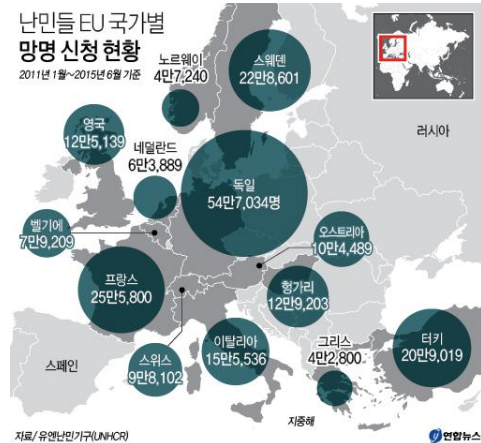 난민들 EU 국가별
망명 신청 현황
2011년 1월~2015년 6월 기준
노르웨이
4만7,240
스웨덴
22만8,601
러시아
영국
12만5,139
네덜란드
6만3,889
독일
54만7,034명
벨기에
7만9,209
오스트리아
10만4,489
프랑스
25만5,800
헝가리
12만9,203
스페인
스위스
9만8,102
이탈리아
15만5,536
그리스
4만2,800
터키
20만9,019
지중해
자료/유엔난민기구(UNHCR)
연합뉴스